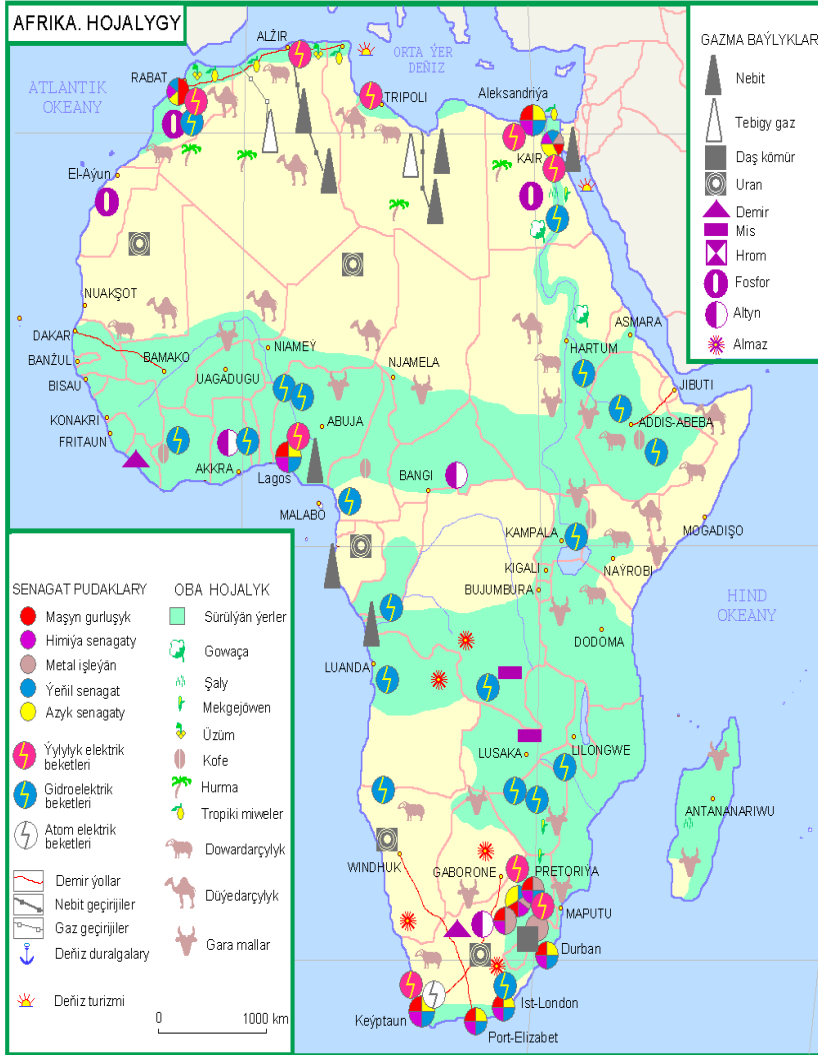 AFRIKA. HOJALYGY
GAZMA BAÝLYKLAR
Nebit
Tebigy gaz
Daş kömür
Uran
Demir
Mis
Hrom
Fosfor
Altyn
Almaz
ATLANTIK
OKEANY
ORTA ÝER
DEŇIZ
HIND
OKEANY
ALŽIR
RABAT
TRIPOLI
Aleksandriýa
KAIR
El-Aýun
NUAKŞOT
DAKAR
BANŽUL
BISAU
BAMAKO
NIAMEÝ
UAGADUGU
NJAMELA
HARTUM
ASMARA
JIBUTI
ADDIS-ABEBA
KONAKRI
FRITAUN
ABUJA
AKKRA
Lagos
BANGI
MALABO
MOGADIŞO
KAMPALA
KIGALI
NAÝROBI
BUJUMBURA
DODOMA
LUANDA
LUSAKA
LILONGWE
ANTANANARIWU
WINDHUK
GABORONE
PRETORIÝA
MAPUTU
Durban
Ist-London
Keýptaun
Port-Elizabet
SENAGAT PUDAKLARY
Maşyn gurluşyk
Himiýa senagaty
Metal işleýän
Ýeňil senagat
Azyk senagaty
Ýylylyk elektrik
beketleri
Gidroelektrik
beketleri
Atom elektrik
beketleri
Demir ýollar
Nebit geçirijiler
Gaz geçirijiler
Deňiz duralgalary
Deňiz turizmi
OBA HOJALYK
Sürülýän ýerler
Gowaça
Şaly
Mekgejöwen
Üzüm
Kofe
Hurma
Tropiki miweler
Dowardarçylyk
Düýedarçylyk
Gara mallar
0 1000 km